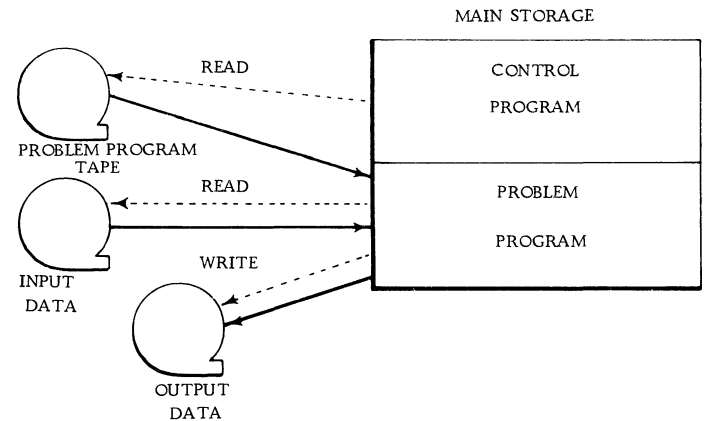 MAIN STORAGE
READ
CONTROL
PROGRAM
PROBLEM PROGRAM
TAPE
READ
PROBLEM
PROGRAM
WRITE
INPUT
DATA
OUTPUT
DATA